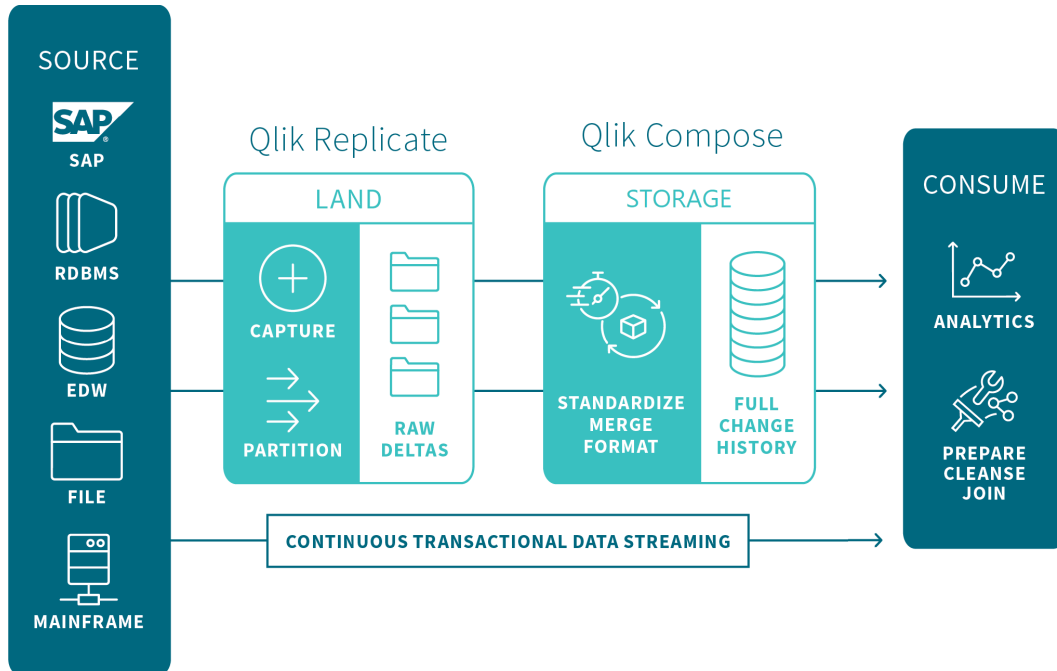 SOURCE
SAP
®
SAP
RDBMS
EDW
FILE
MAINFRAME
Qlik Replicate
LAND
CAPTURE
PARTITION
RAW
DELTAS
Qlik Compose
STORAGE
STANDARDIZE
MERGE
FORMAT
FULL
CHANGE
HISTORY
CONTINUOUS TRANSACTIONAL DATA STREAMING
CONSUME
ANALYTICS
PREPARE
CLEANSE
JOIN